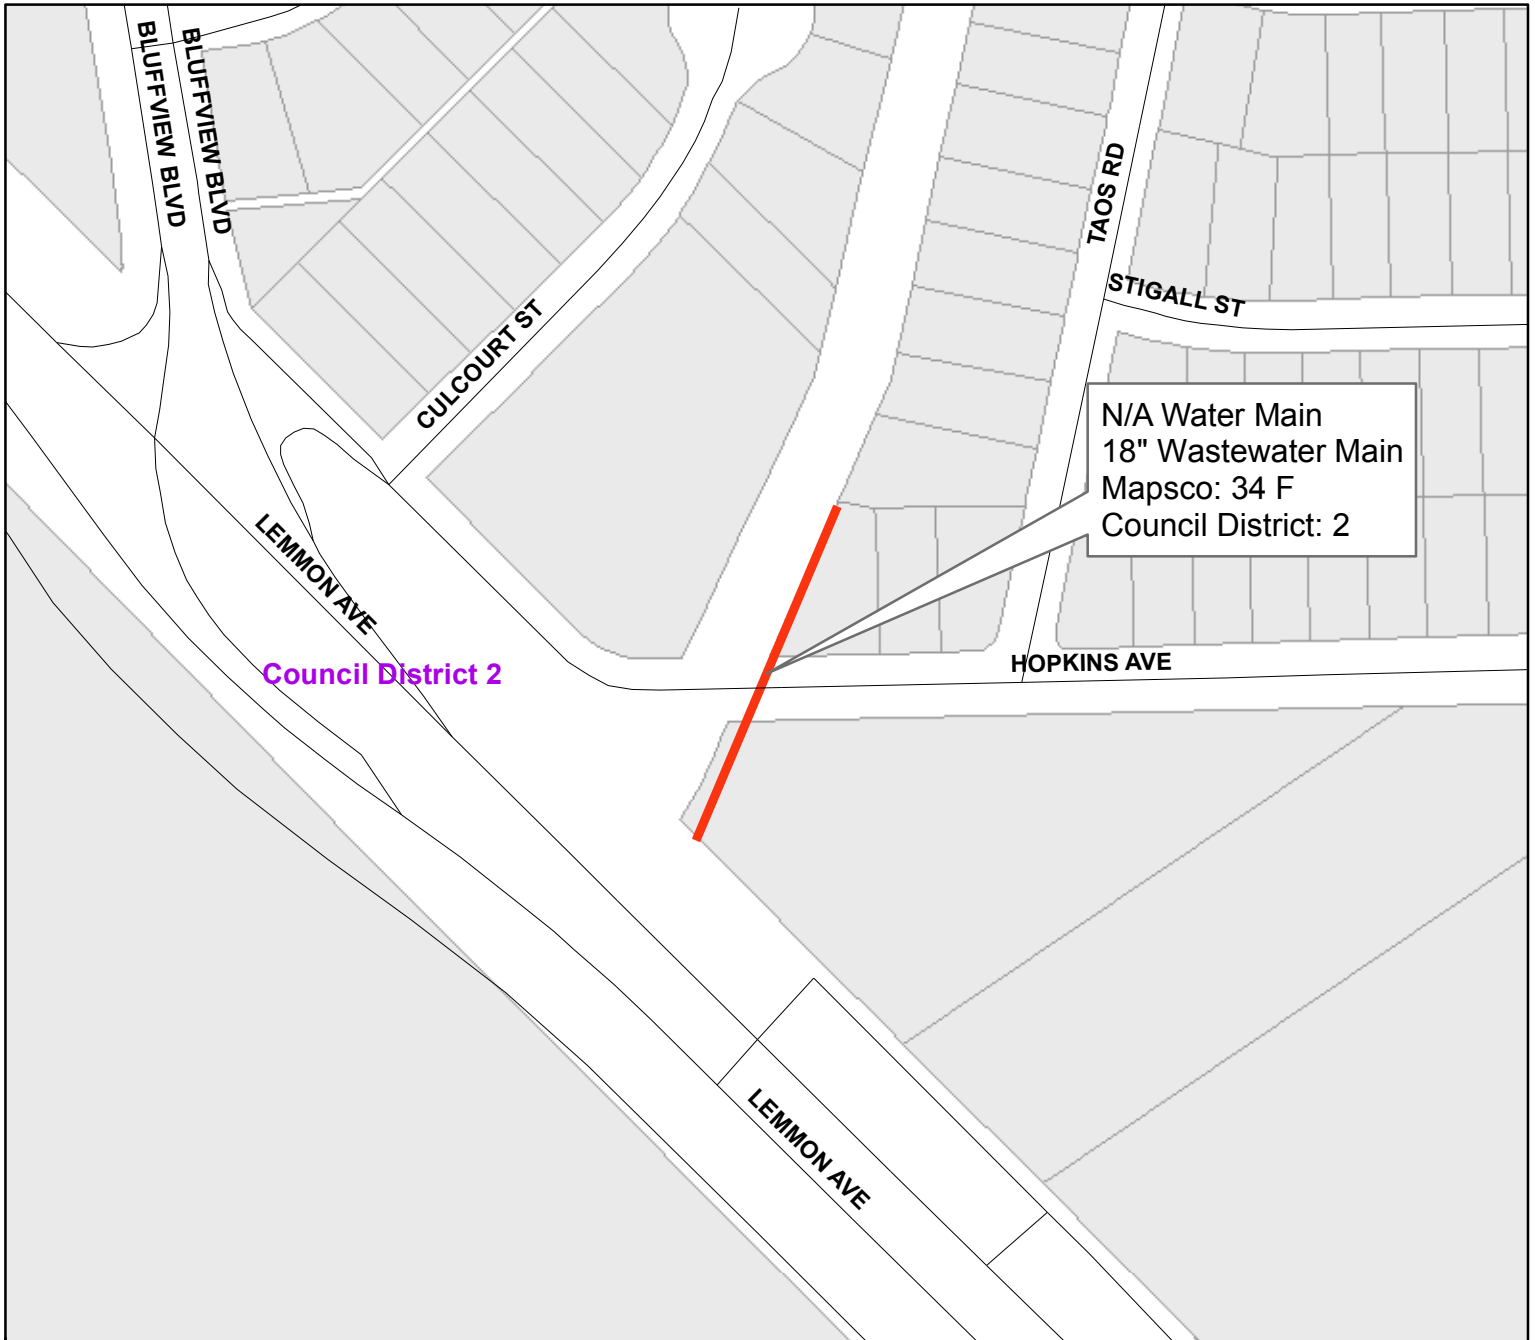 BLUFFVIEW BLVD
BLUFFVIEW BLVD
TAOS RD
STIGALL ST
CULCOURT ST
N/A Water Main
18" Wastewater Main
Mapsco: 34 F
Council District: 2
LEMMON AVE
HOPKINS AVE
Council District 2
LEMMON AVE